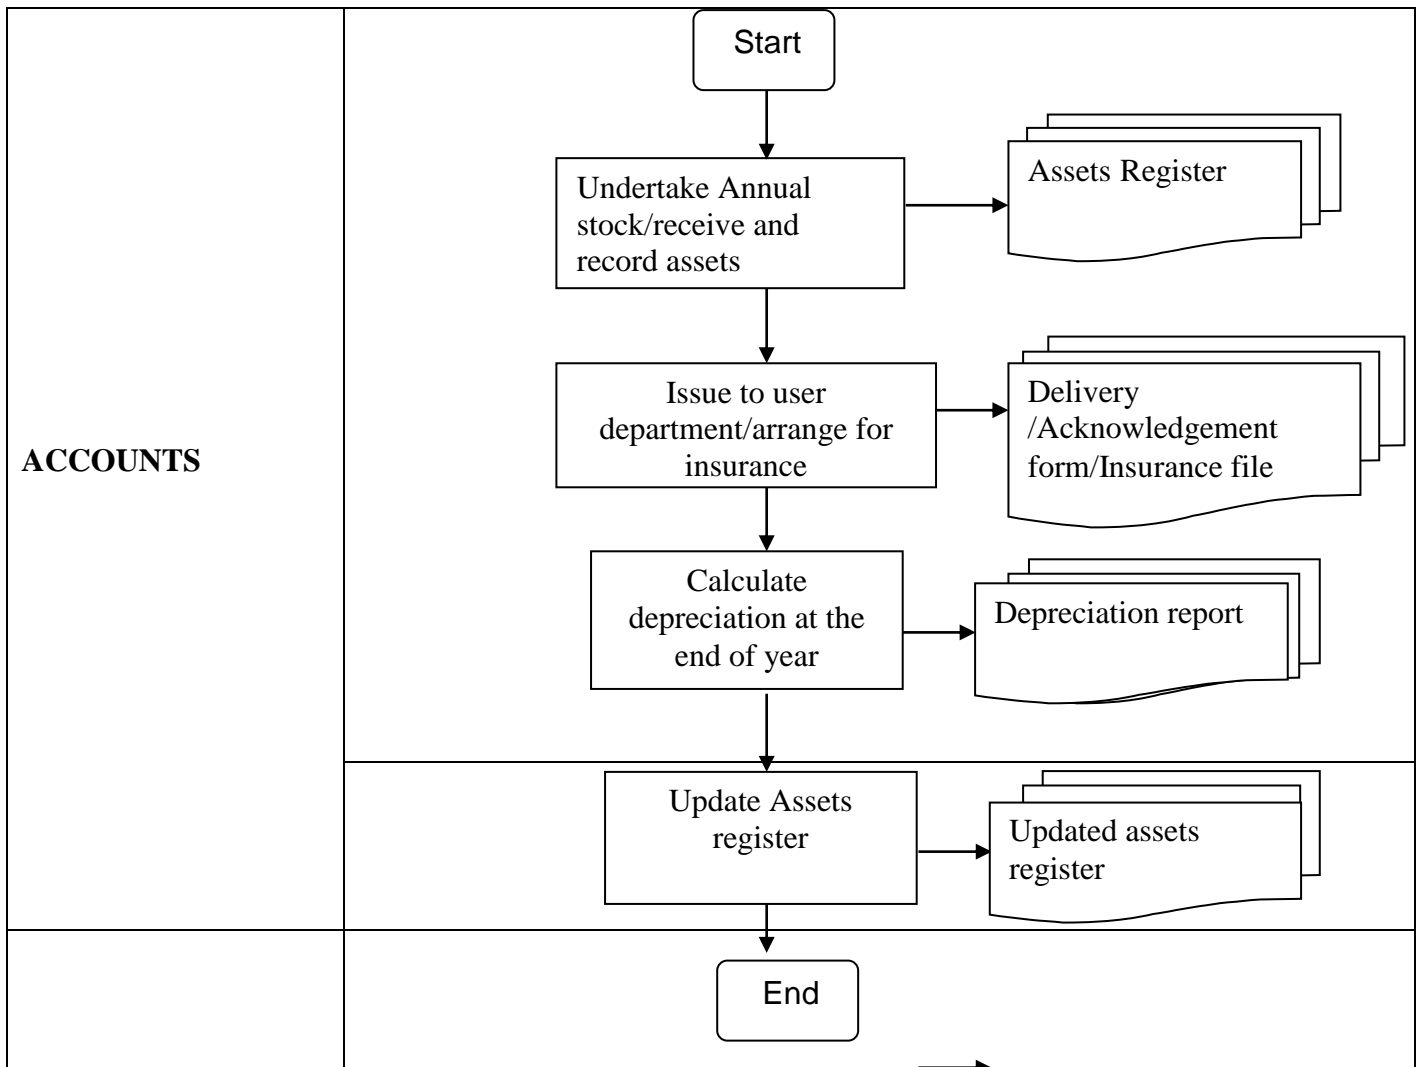 Start
Undertake Annual
stock/receive and
record assets
Assets Register
Issue to user
department/arrange for
insurance
Delivery
/Acknowledgement
form/Insurance file
ACCOUNTS
Calculate
depreciation at the
end of year
Depreciation report
Update Assets
register
Updated assets
register
End